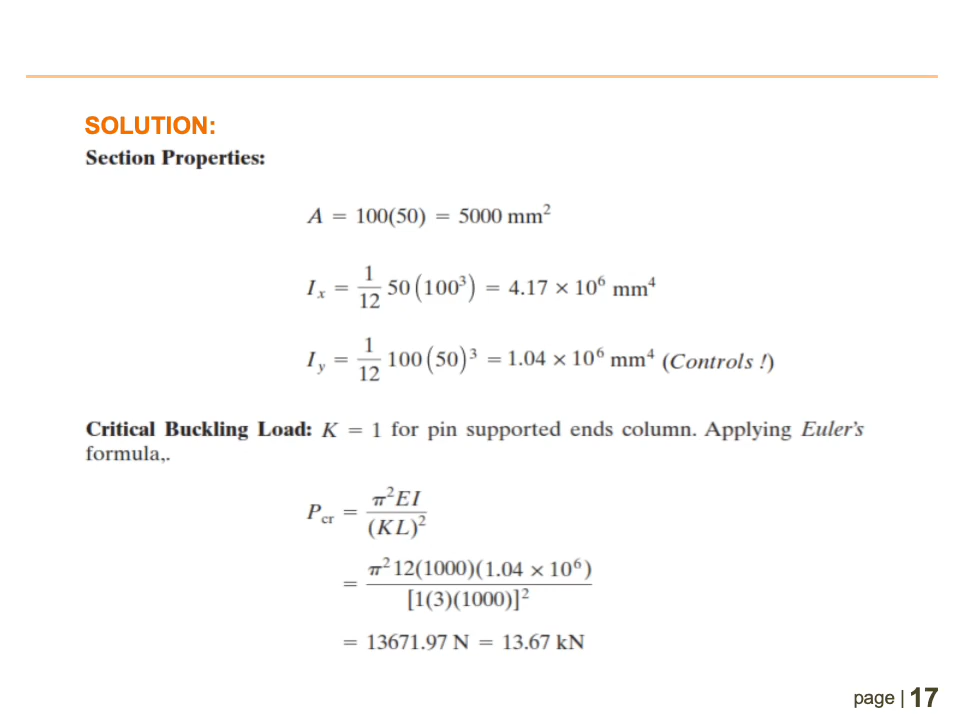 SOLUTION:
Section Properties:
A = 100(50) = 5000 mm²
Iₓ = 1/12 50 (100³) = 4.17 × 10⁶ mm⁴
I_y = 1/12 100 (50)³ = 1.04 × 10⁶ mm⁴ (Controls !)
Critical Buckling Load: K = 1 for pin supported ends column. Applying Euler's
formula,.
P_cr = π²EI / (KL)²
= π² 12(1000)(1.04 × 10⁶) / [1(3)(1000)]²
= 13671.97 N = 13.67 kN
page | 17